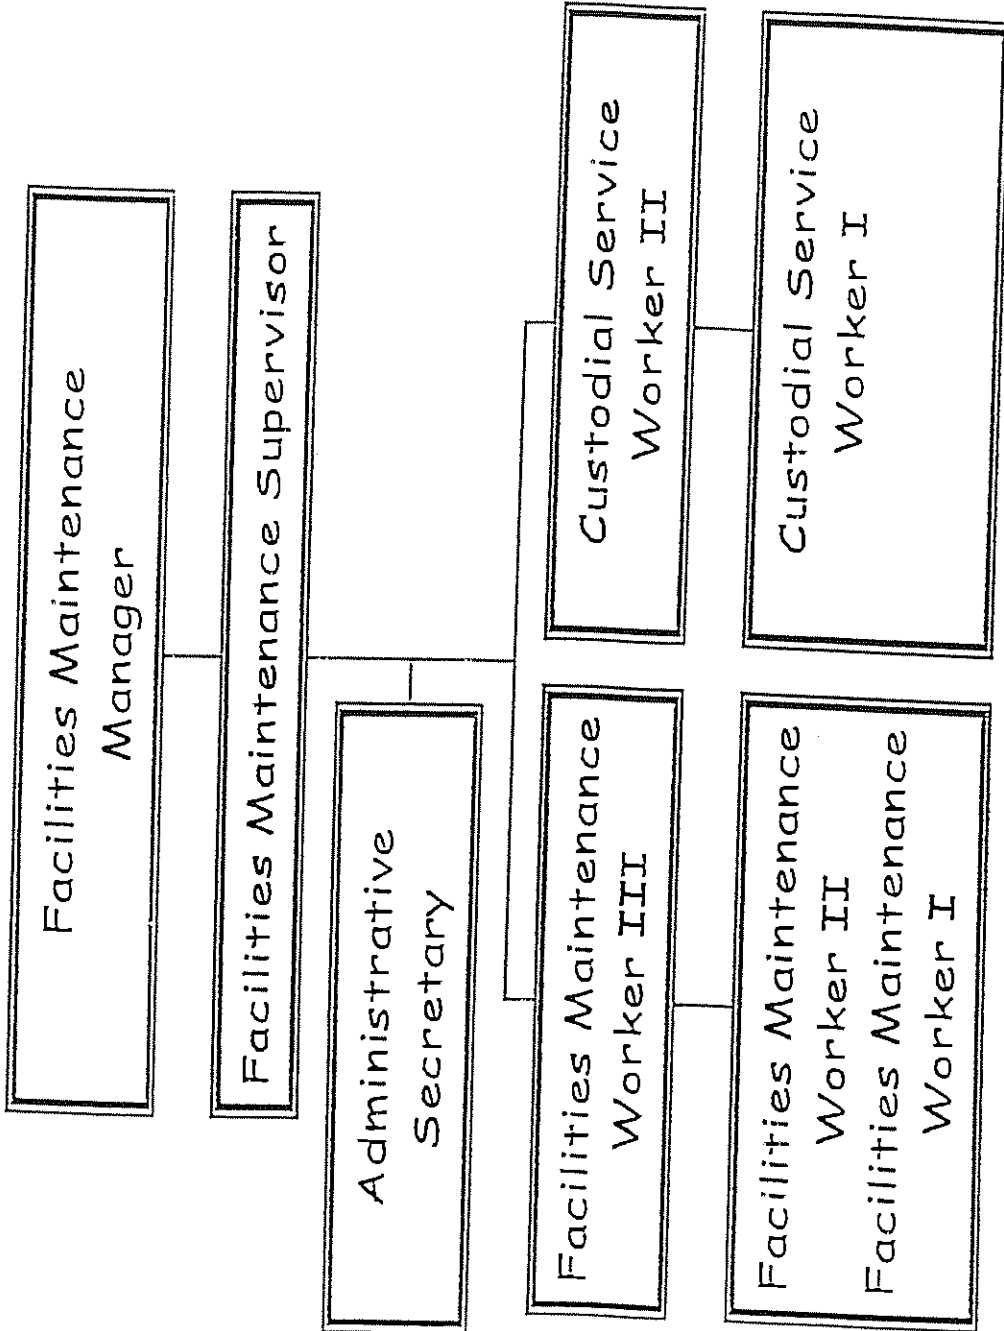 Facilities Maintenance
Manager
Facilities Maintenance Supervisor
Administrative
Secretary
Facilities Maintenance
Worker III
Custodial Service
Worker II
Facilities Maintenance
Worker II
Facilities Maintenance
Worker I
Custodial Service
Worker I